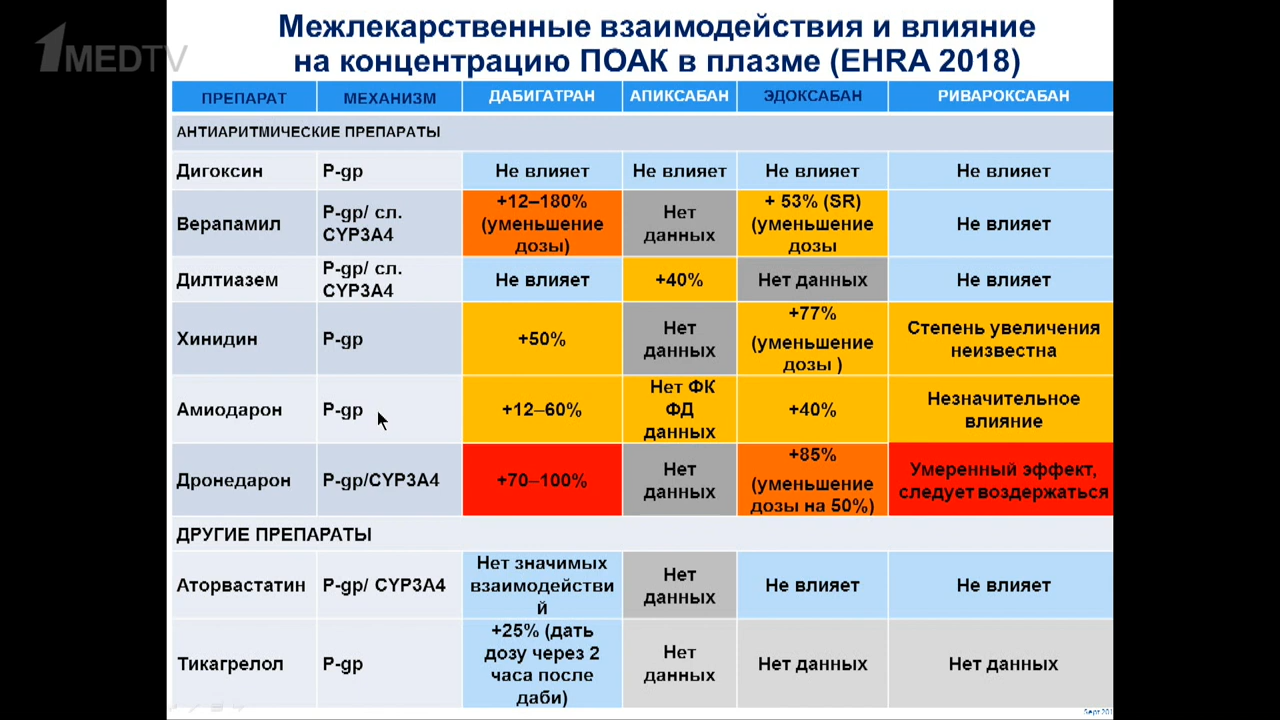 1MEDTV
Межлекарственные взаимодействия и влияние
на концентрацию ПОАК в плазме (EHRA 2018)
ПРЕПАРАТ МЕХАНИЗМ ДАБИГАТРАН АПИКСАБАН ЭДОКСАБАН РИВАРОКСАБАН
АНТИАРИТМИЧЕСКИЕ ПРЕПАРАТЫ
Дигоксин P-gp Не влияет Не влияет Не влияет Не влияет
Верапамил
P-gp/ сл.
CYP3A4
+12–180%
(уменьшение
дозы)
Нет
данных
+ 53% (SR)
(уменьшение
дозы
Не влияет
Дилтиазем
P-gp/ сл.
CYP3A4
Не влияет
+40%
Нет данных
Не влияет
Хинидин
P-gp
+50%
Нет
данных
+77%
(уменьшение
дозы )
Степень увеличения
неизвестна
Амиодарон
P-gp
+12–60%
Нет ФК
ФД
данных
+40%
Незначительное
влияние
Дронедарон
P-gp/CYP3A4
+70–100%
Нет
данных
+85%
(уменьшение
дозы на 50%)
Умеренный эффект,
следует воздержаться
ДРУГИЕ ПРЕПАРАТЫ
Аторвастатин
P-gp/ CYP3A4
Нет значимых
взаимодействи
й
Нет
данных
Не влияет
Не влияет
Тикагрелол
P-gp
+25% (дать
дозу через 2
часа после
даби)
Нет
данных
Нет данных
Нет данных
Sept 201